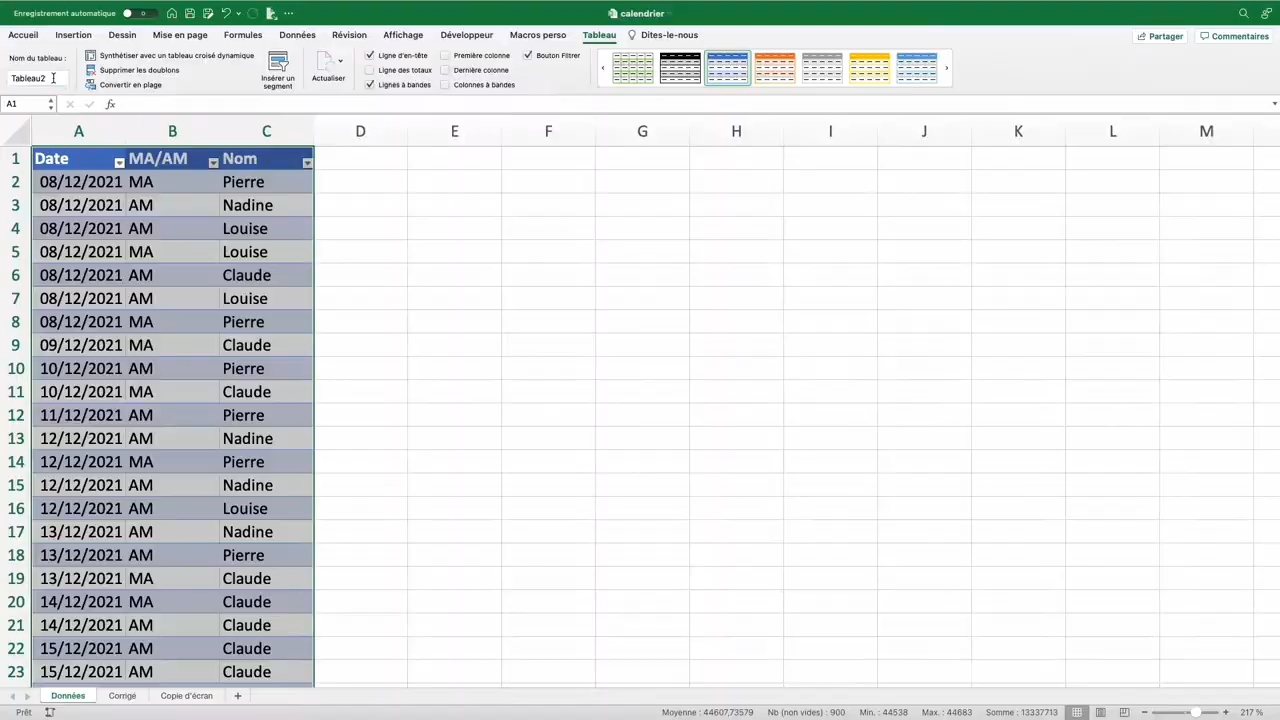 Enregistrement automatique
calendrier
Accueil Insertion Dessin Mise en page Formules Données Révision Affichage Développeur Macros perso Tableau Dites-le-nous Partager Commentaires
Nom du tableau :
Tableau2
Synthétiser avec un tableau croisé dynamique
Supprimer les doublons
Convertir en plage
Insérer un segment
Actualiser
Ligne d'en-tête Première colonne Bouton Filtrer
Ligne des totaux Dernière colonne
Lignes à bandes Colonnes à bandes
A1 fx
A B C D E F G H I J K L M
1 Date MA/AM Nom
2 08/12/2021 MA Pierre
3 08/12/2021 AM Nadine
4 08/12/2021 AM Louise
5 08/12/2021 MA Louise
6 08/12/2021 AM Claude
7 08/12/2021 AM Louise
8 08/12/2021 MA Pierre
9 09/12/2021 MA Claude
10 10/12/2021 AM Pierre
11 10/12/2021 MA Claude
12 11/12/2021 AM Pierre
13 12/12/2021 AM Nadine
14 12/12/2021 MA Pierre
15 12/12/2021 AM Nadine
16 12/12/2021 AM Louise
17 13/12/2021 AM Nadine
18 13/12/2021 AM Pierre
19 13/12/2021 MA Claude
20 14/12/2021 MA Claude
21 14/12/2021 AM Claude
22 15/12/2021 AM Claude
23 15/12/2021 AM Claude
Données Corrigé Copie d'écran +
Prêt Moyenne : 44607,73579 Nb (non vides) : 900 Min. : 44538 Max. : 44683 Somme : 13337713 217 %